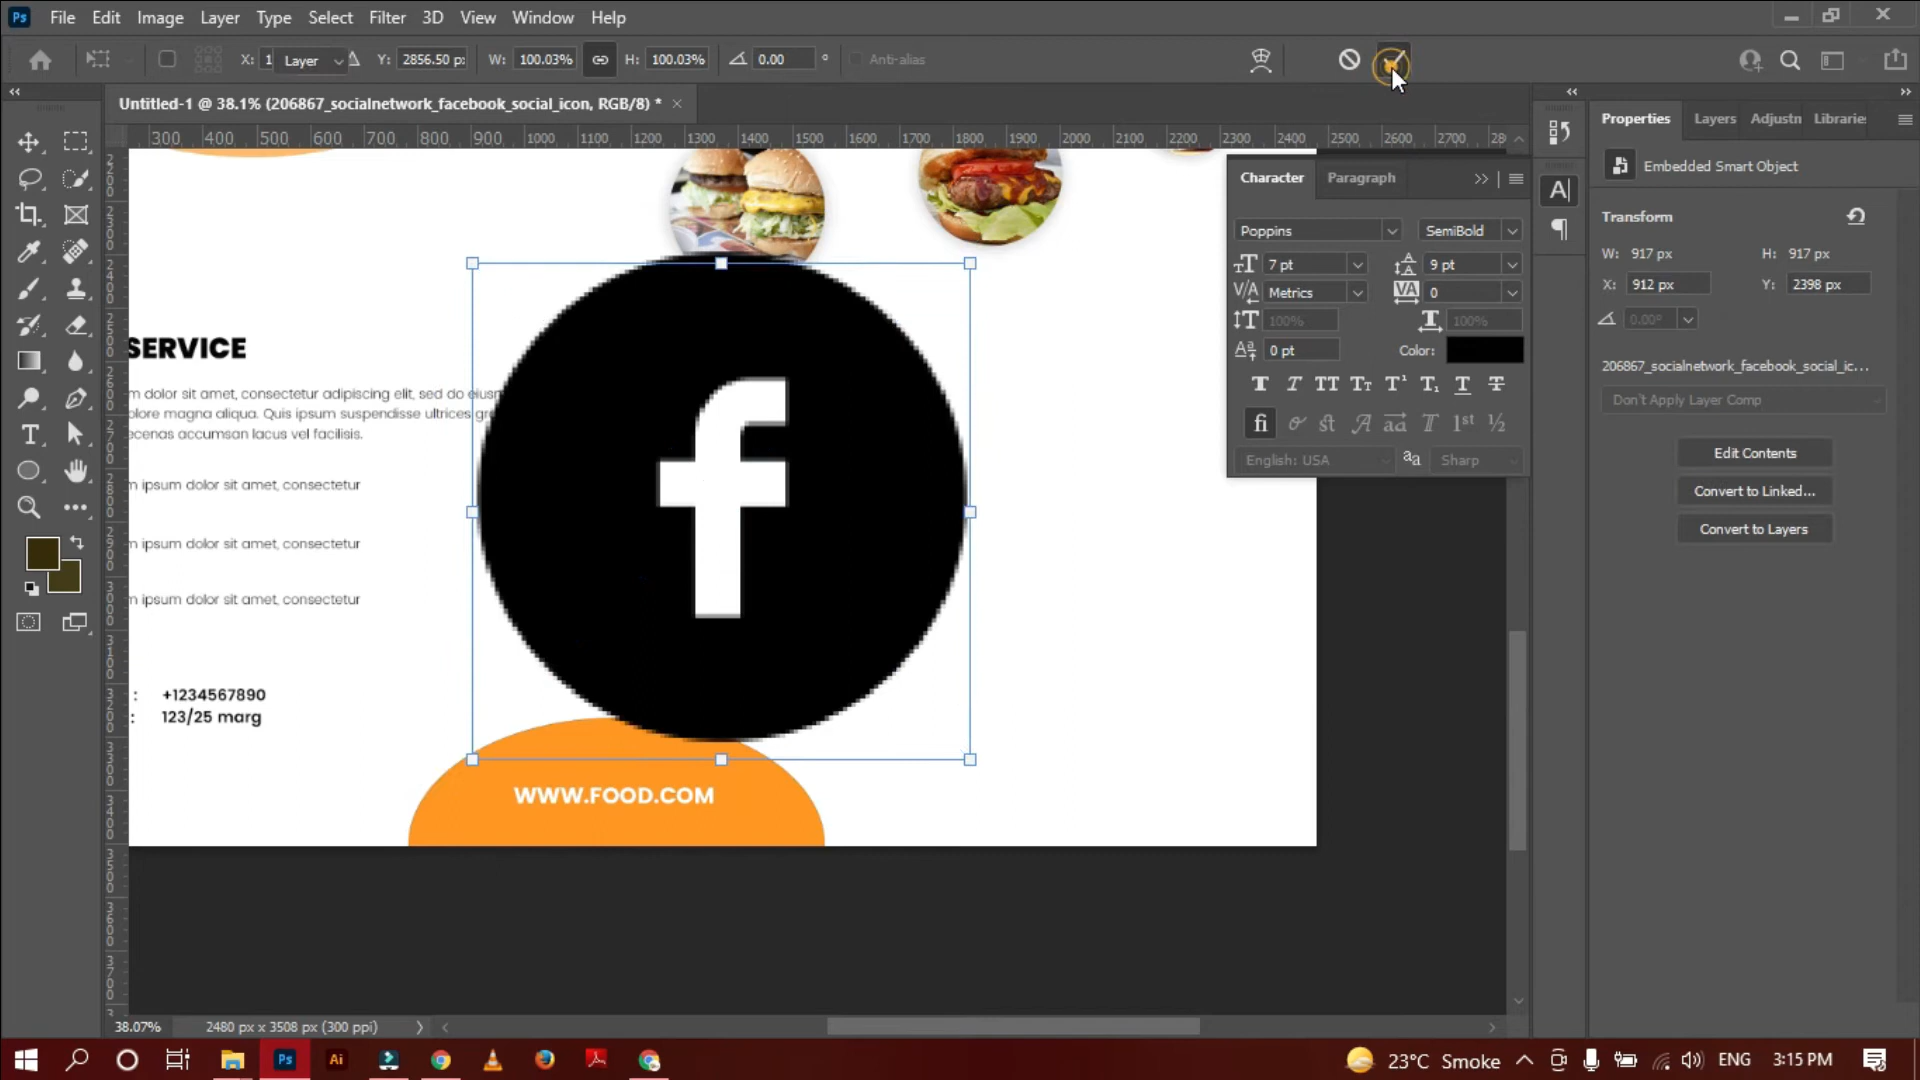 Ps File Edit Image Layer Type Select Filter 3D View Window Help
X: 1 Layer Y: 2856.50 p: W: 100.03% H: 100.03% 0.00 ° Anti-alias
Untitled-1 @ 38.1% (206867_socialnetwork_facebook_social_icon, RGB/8) * ×
300 400 500 600 700 800 900 1000 1100 1200 1300 1400 1500 1600 1700 1800 1900 2000 2100 2200 2300 2400 2500 2600 2700 28
Character Paragraph
Poppins SemiBold
7 pt 9 pt
Metrics 0
100% 100%
0 pt Color:
fi
English: USA Sharp
Properties Layers Adjustn Librarie
Embedded Smart Object
Transform
W: 917 px H: 917 px
X: 912 px Y: 2398 px
0.00°
206867_socialnetwork_facebook_social_ic...
Don't Apply Layer Comp
Edit Contents
Convert to Linked...
Convert to Layers
SERVICE
m dolor sit amet, consectetur adipiscing elit, sed do eiusn
olore magna aliqua. Quis ipsum suspendisse ultrices gr
ecenas accumsan lacus vel facilisis.
m ipsum dolor sit amet, consectetur
m ipsum dolor sit amet, consectetur
m ipsum dolor sit amet, consectetur
: +1234567890
: 123/25 marg
f
WWW.FOOD.COM
38.07% 2480 px x 3508 px (300 ppi)
Ps Ai 23°C Smoke ENG 3:15 PM